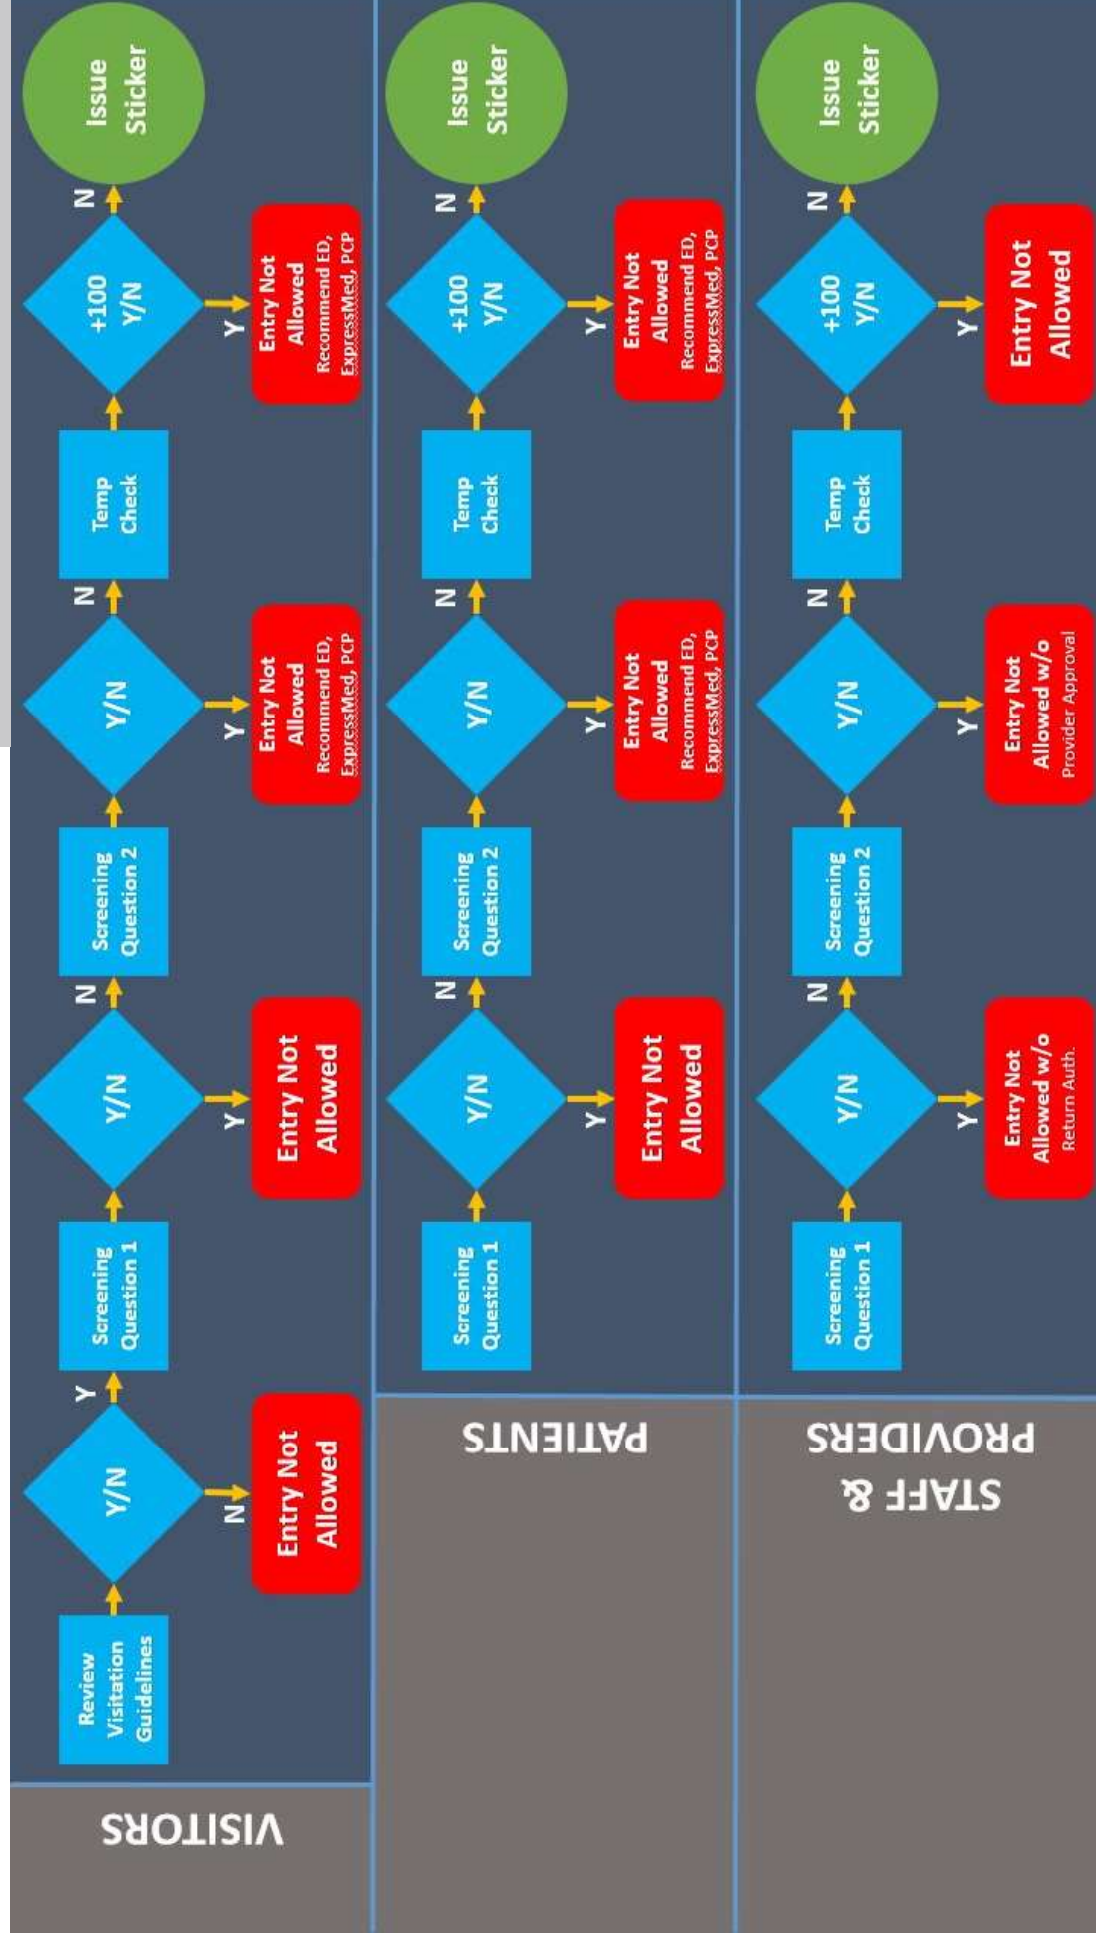 VISITORS
Review
Visitation
Guidelines
Y/N
N
Entry Not
Allowed
Y
Screening
Question 1
Y/N
Y
Entry Not
Allowed
N
Screening
Question 2
Y/N
Y
Entry Not
Allowed
Recommend ED,
ExpressMed, PCP
N
Temp
Check
+100
Y/N
Y
Entry Not
Allowed
Recommend ED,
ExpressMed, PCP
N
Issue
Sticker
PATIENTS
Screening
Question 1
Y/N
Y
Entry Not
Allowed
N
Screening
Question 2
Y/N
Y
Entry Not
Allowed
Recommend ED,
ExpressMed, PCP
N
Temp
Check
+100
Y/N
Y
Entry Not
Allowed
Recommend ED,
ExpressMed, PCP
N
Issue
Sticker
STAFF &
PROVIDERS
Screening
Question 1
Y/N
Y
Entry Not
Allowed w/o
Return Auth.
N
Screening
Question 2
Y/N
Y
Entry Not
Allowed w/o
Provider Approval
N
Temp
Check
+100
Y/N
Y
Entry Not
Allowed
N
Issue
Sticker